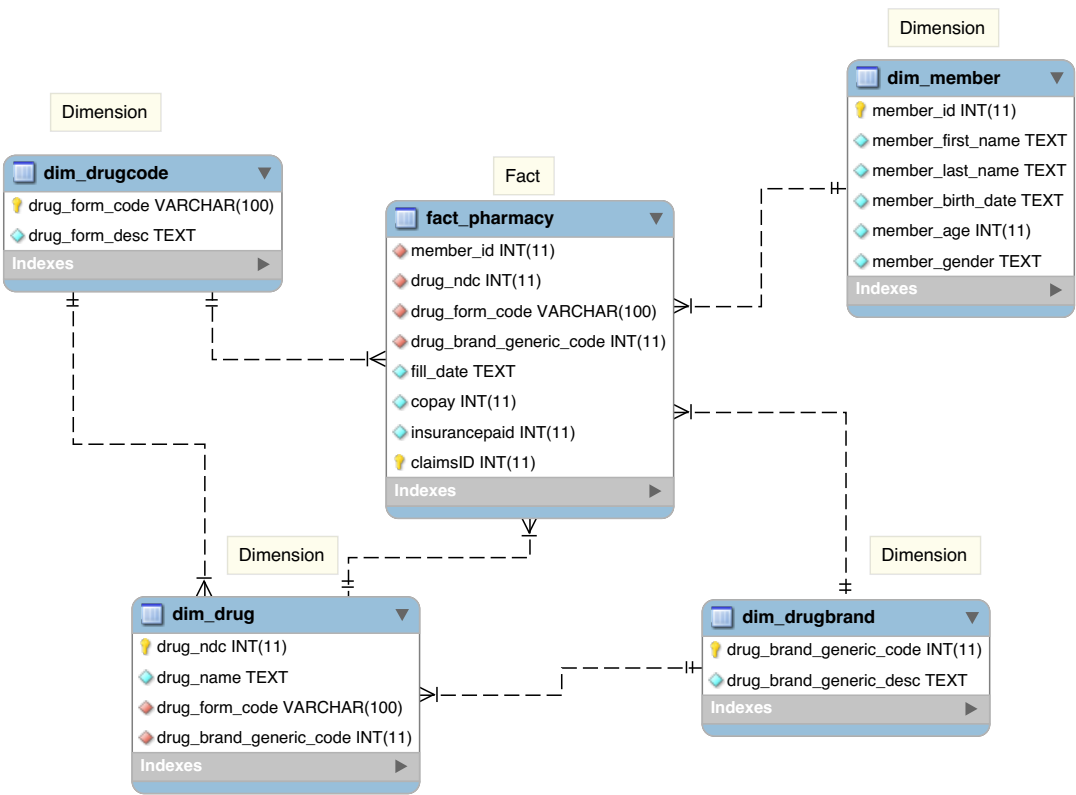 Dimension
dim_member
member_id INT(11)
member_first_name TEXT
member_last_name TEXT
member_birth_date TEXT
member_age INT(11)
member_gender TEXT
Indexes
Dimension
dim_drugcode
drug_form_code VARCHAR(100)
drug_form_desc TEXT
Indexes
Fact
fact_pharmacy
member_id INT(11)
drug_ndc INT(11)
drug_form_code VARCHAR(100)
drug_brand_generic_code INT(11)
fill_date TEXT
copay INT(11)
insurancepaid INT(11)
claimsID INT(11)
Indexes
Dimension
dim_drug
drug_ndc INT(11)
drug_name TEXT
drug_form_code VARCHAR(100)
drug_brand_generic_code INT(11)
Indexes
Dimension
dim_drugbrand
drug_brand_generic_code INT(11)
drug_brand_generic_desc TEXT
Indexes